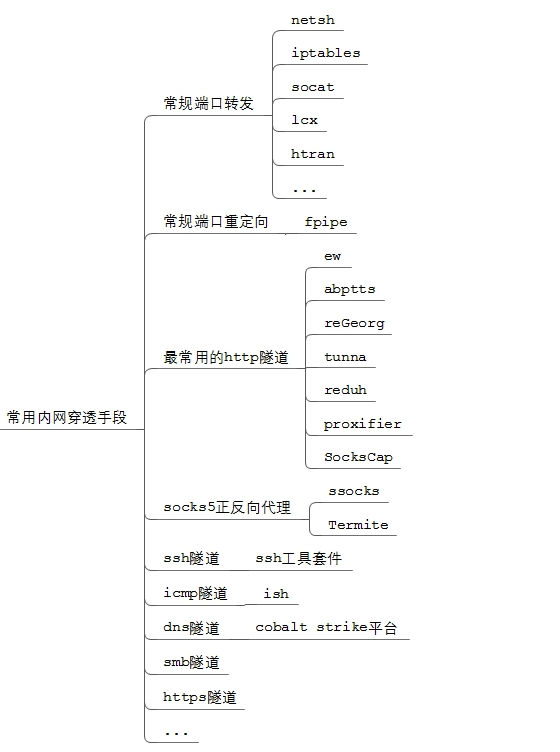 netsh
iptables
socat
常规端口转发
lcx
htran
...
常规端口重定向
fpipe
ew
abptts
reGeorg
最常用的http隧道
tunna
reduh
proxifier
SocksCap
常用内网穿透手段
ssocks
socks5正反向代理
Termite
ssh隧道
ssh工具套件
icmp隧道
ish
dns隧道
cobalt strike平台
smb隧道
https隧道
...